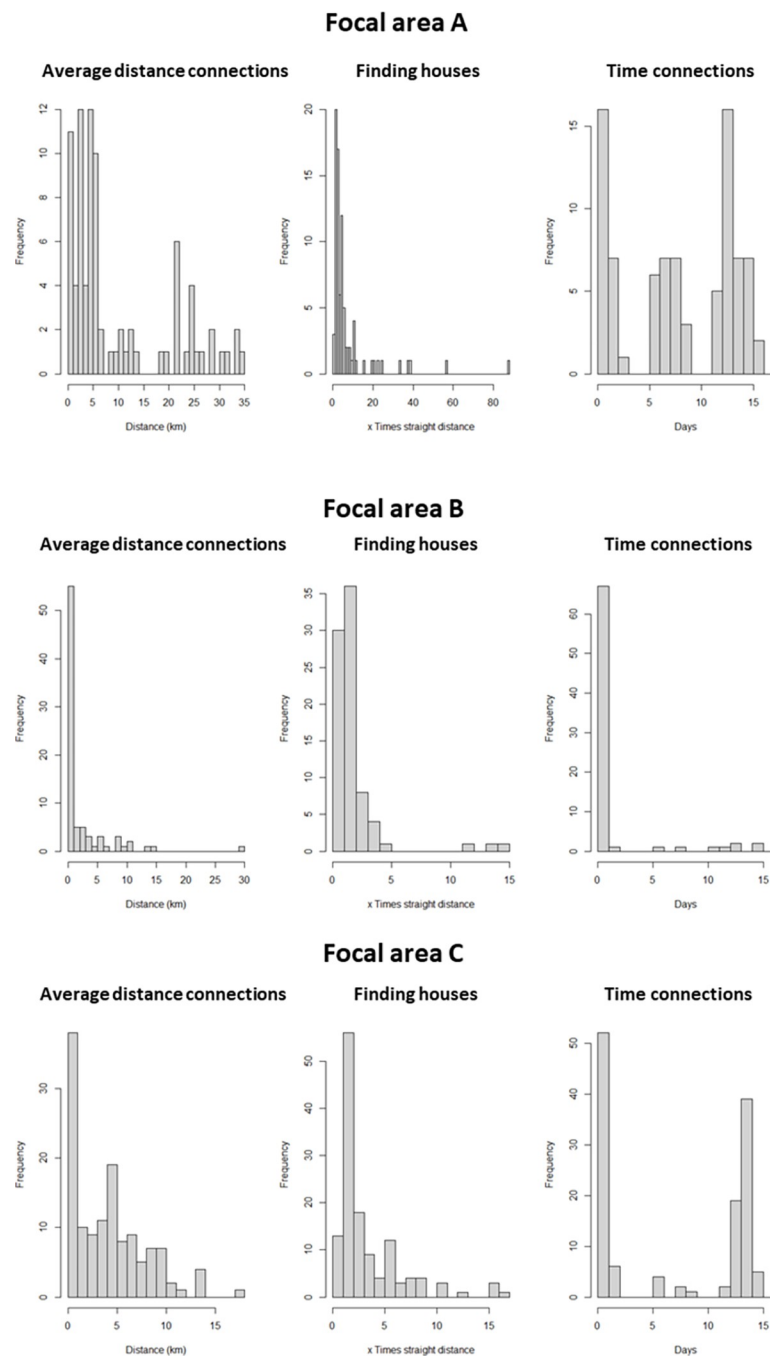 Focal area A
Average distance connections Finding houses Time connections
12 20 15
10 15
8 10
6 10
4 5
2 5
0 0 0
Frequency Frequency Frequency
0 5 10 15 20 25 30 35 0 20 40 60 80 0 5 10 15
Distance (km) x Times straight distance Days
Focal area B
Average distance connections Finding houses Time connections
50 35 60
40 30 50
30 25 40
20 20 30
10 15 20
0 10 10
5 0
0
Frequency Frequency Frequency
0 5 10 15 20 25 30 0 5 10 15 0 5 10 15
Distance (km) x Times straight distance Days
Focal area C
Average distance connections Finding houses Time connections
30 50 50
20 40 40
10 30 30
0 20 20
10 10
0 0
Frequency Frequency Frequency
0 5 10 15 0 5 10 15 0 5 10 15
Distance (km) x Times straight distance Days